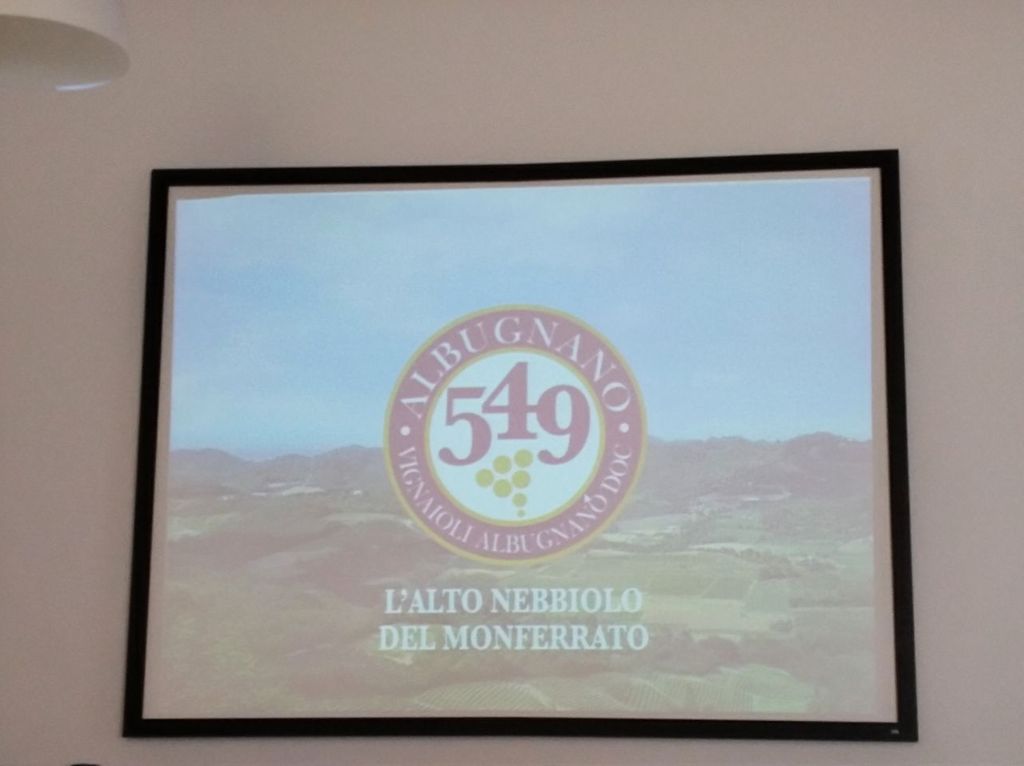 ALBUGNANO
549
VIGNAIOLI ALBUGNANO DOC
L'ALTO NEBBIOLO
DEL MONFERRATO